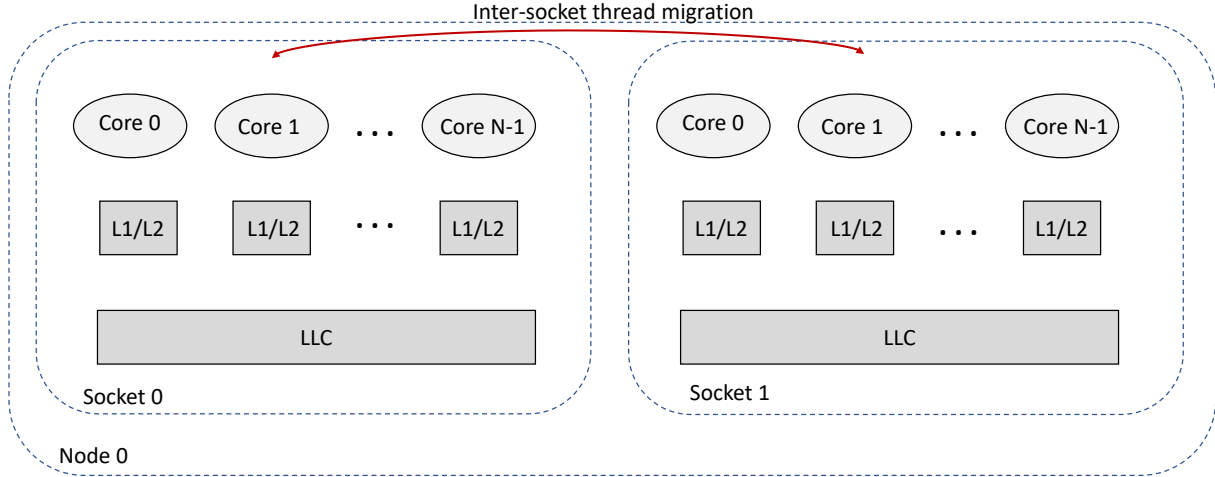 Inter-socket thread migration
Core 0 Core 1 ... Core N-1 Core 0 Core 1 ... Core N-1
L1/L2 L1/L2 ... L1/L2 L1/L2 L1/L2 ... L1/L2
LLC LLC
Socket 0 Socket 1
Node 0